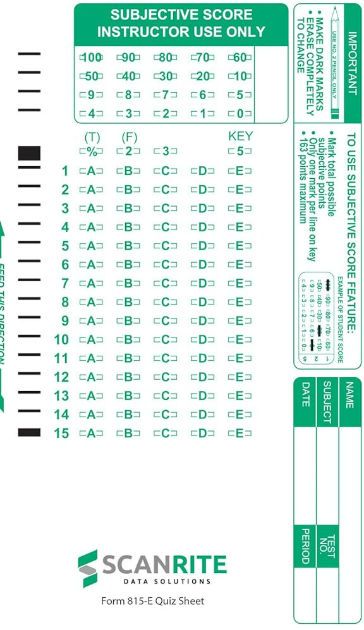 SUBJECTIVE SCORE
INSTRUCTOR USE ONLY
100 90 80 70 60
50 40 30 20 10
9 8 7 6 5
4 3 2 1 0
(T) (F) KEY
% 2 3 5
1 A B C D E
2 A B C D E
3 A B C D E
4 A B C D E
5 A B C D E
6 A B C D E
7 A B C D E
8 A B C D E
9 A B C D E
10 A B C D E
11 A B C D E
12 A B C D E
13 A B C D E
14 A B C D E
15 A B C D E
SCANRITE
DATA SOLUTIONS
Form 815-E Quiz Sheet
IMPORTANT
USE NO. 2 PENCIL ONLY
• MAKE DARK MARKS
• ERASE COMPLETELY
TO CHANGE
TO USE SUBJECTIVE SCORE FEATURE:
• Mark total possible
subjective points
• Only one mark per line on key
• 163 points maximum
EXAMPLE OF STUDENT SCORE
NAME
SUBJECT
TEST
NO.
DATE
PERIOD
FEED THIS DIRECTION